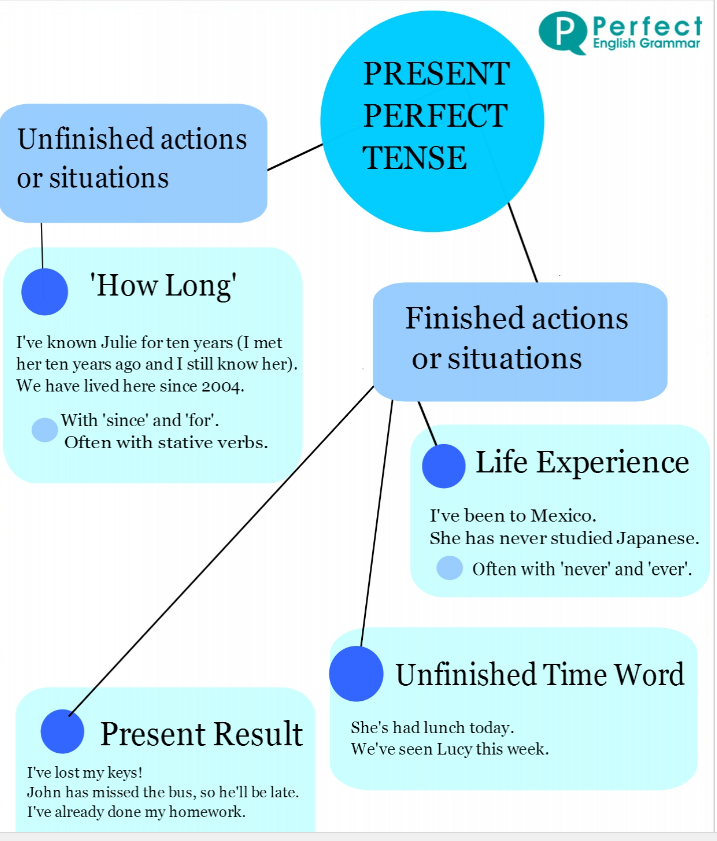 Perfect
English Grammar
PRESENT
PERFECT
TENSE
Unfinished actions
or situations
'How Long'
I've known Julie for ten years (I met
her ten years ago and I still know her).
We have lived here since 2004.
With 'since' and 'for'.
Often with stative verbs.
Finished actions
or situations
Life Experience
I've been to Mexico.
She has never studied Japanese.
Often with 'never' and 'ever'.
Unfinished Time Word
She's had lunch today.
We've seen Lucy this week.
Present Result
I've lost my keys!
John has missed the bus, so he'll be late.
I've already done my homework.